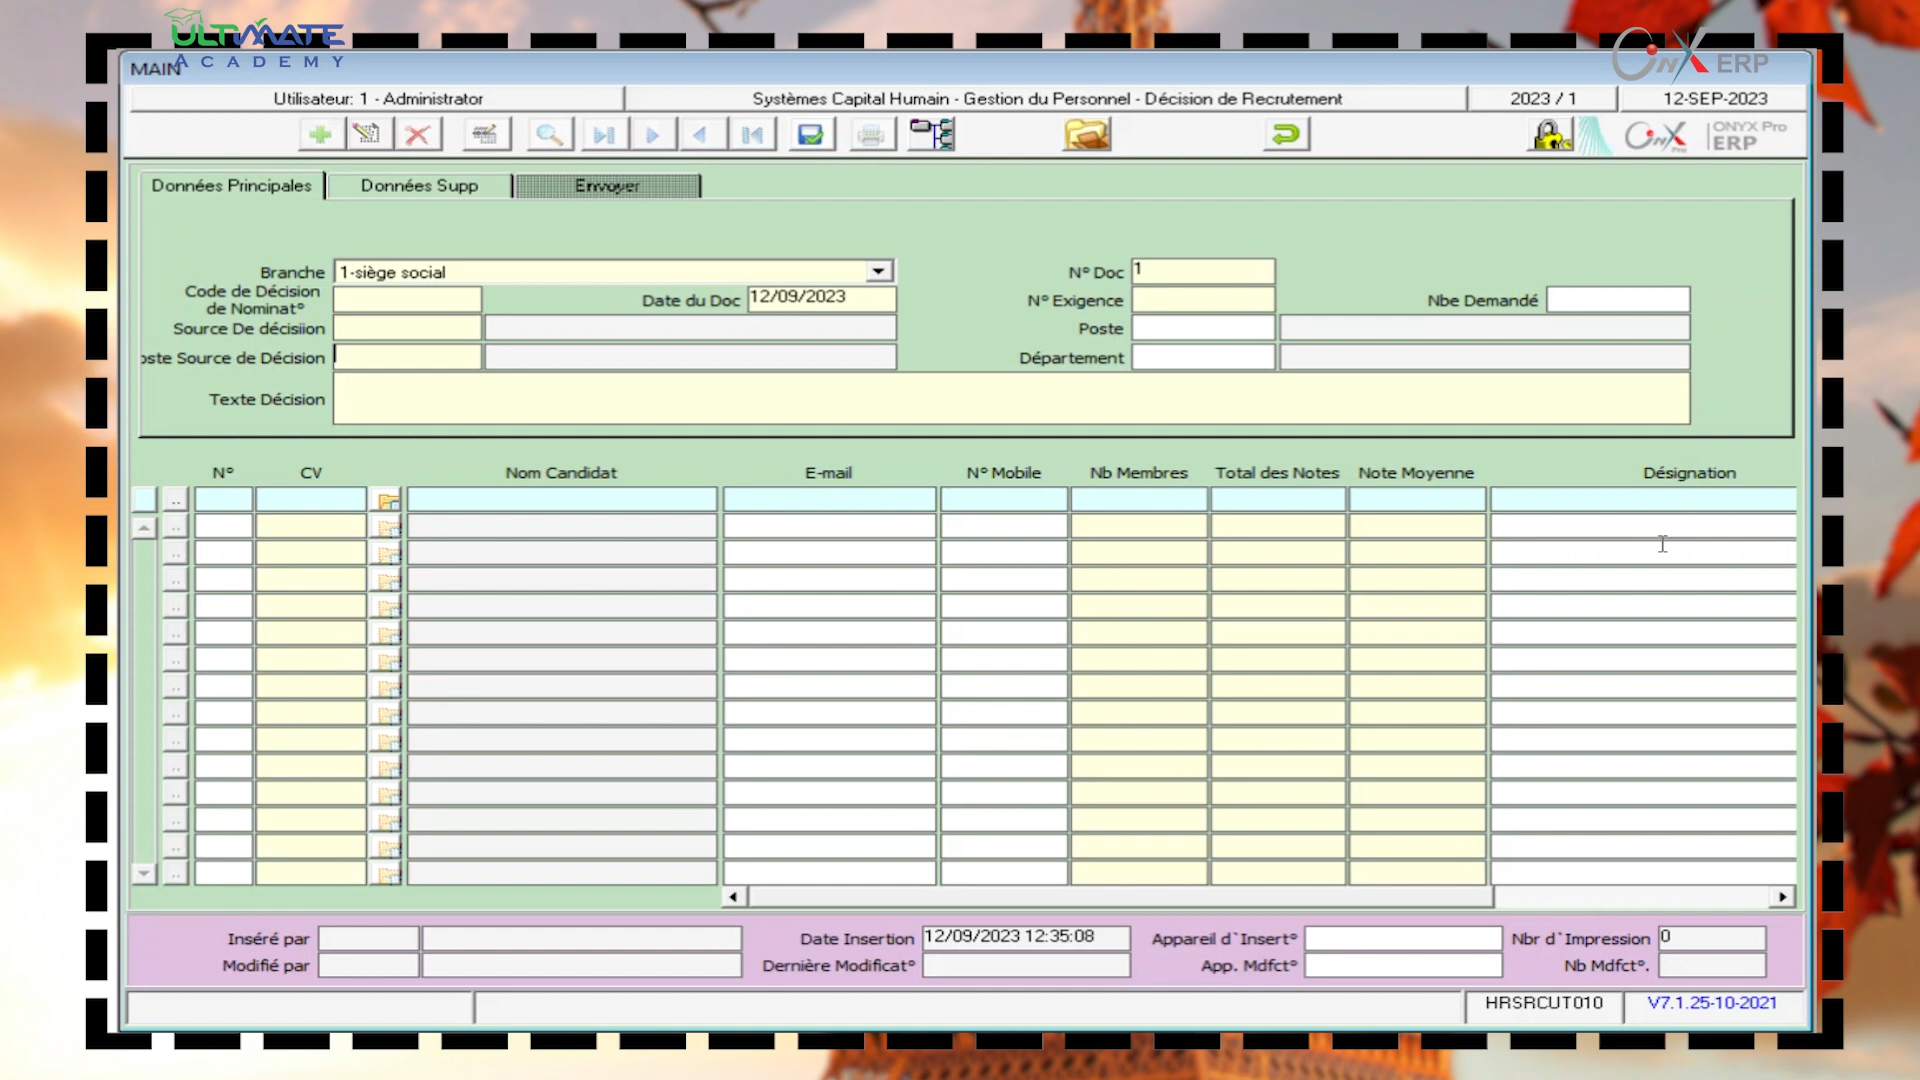 ULTIMATE
ACADEMY
MAIN
OnX ERP
Utilisateur: 1 - Administrator
Systèmes Capital Humain - Gestion du Personnel - Décision de Recrutement
2023 / 1
12-SEP-2023
OnX Pro
ONYX Pro
ERP
Données Principales
Données Supp
Envoyer
Branche
1-siège social
N° Doc
1
Code de Décision
de Nominat°
Date du Doc
12/09/2023
N° Exigence
Nbe Demandé
Source De décisiion
Poste
oste Source de Décision
Département
Texte Décision
N° CV Nom Candidat E-mail N° Mobile Nb Membres Total des Notes Note Moyenne Désignation
Inséré par
Date Insertion
12/09/2023 12:35:08
Appareil d`Insert°
Nbr d`Impression
0
Modifié par
Dernière Modificat°
App. Mdfct°
Nb Mdfct°.
HRSRCUT010
V7.1.25-10-2021